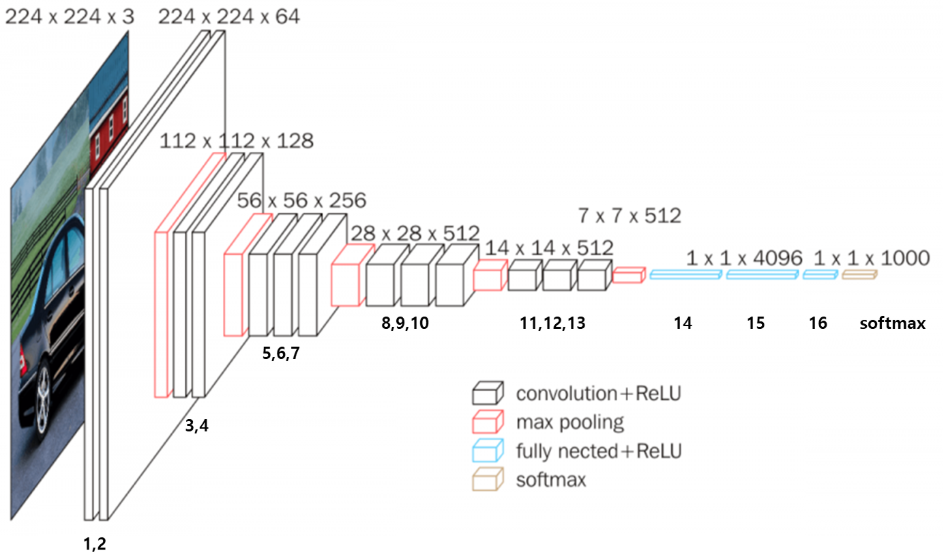 224 x 224 x 3
224 x 224 x 64
112 x 112 x 128
56 x 56 x 256
28 x 28 x 512
14 x 14 x 512
7 x 7 x 512
1 x 1 x 4096
1 x 1 x 1000
1,2
3,4
5,6,7
8,9,10
11,12,13
14
15
16
softmax
convolution+ReLU
max pooling
fully nected+ReLU
softmax